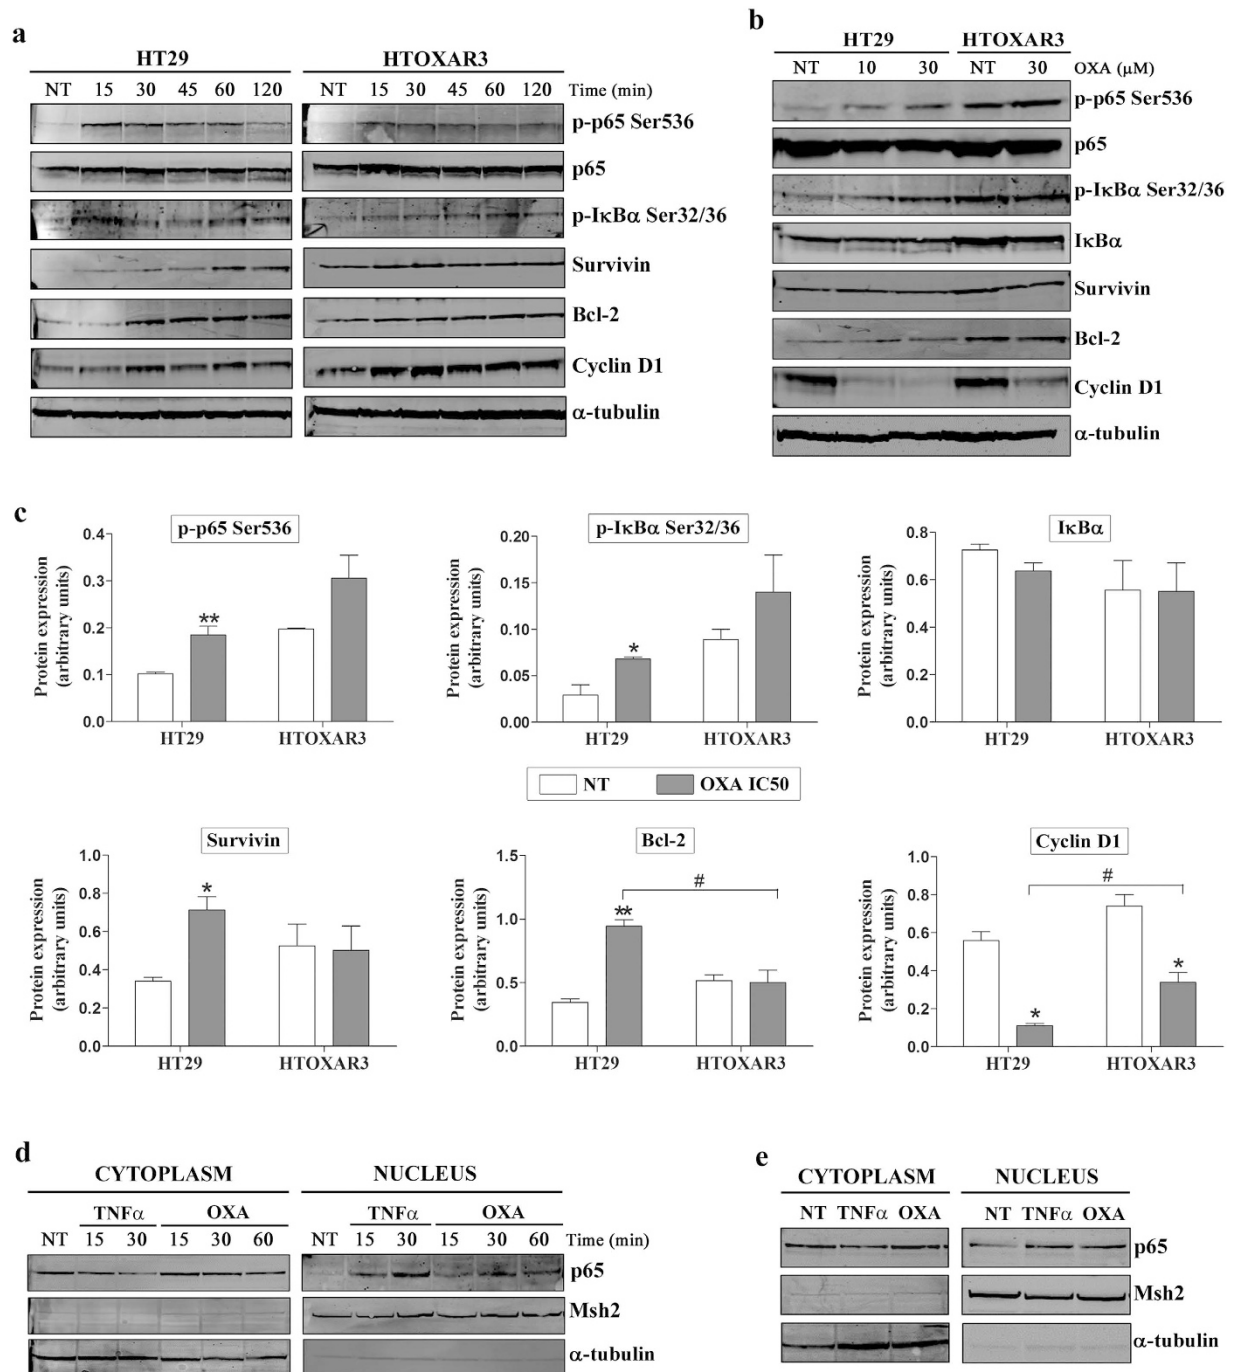 a
HT29 HTOXAR3
NT 15 30 45 60 120 NT 15 30 45 60 120 Time (min)
p-p65 Ser536
p65
p-IκBα Ser32/36
Survivin
Bcl-2
Cyclin D1
α-tubulin
b
HT29 HTOXAR3
NT 10 30 NT 30 OXA (μM)
p-p65 Ser536
p65
p-IκBα Ser32/36
IκBα
Survivin
Bcl-2
Cyclin D1
α-tubulin
c
p-p65 Ser536
Protein expression
(arbitrary units)
0.4
0.3
0.2
0.1
0.0
**
HT29 HTOXAR3
p-IκBα Ser32/36
Protein expression
(arbitrary units)
0.20
0.15
0.10
0.05
0.00
*
HT29 HTOXAR3
IκBα
Protein expression
(arbitrary units)
0.8
0.6
0.4
0.2
0.0
HT29 HTOXAR3
NT OXA IC50
Survivin
Protein expression
(arbitrary units)
1.0
0.8
0.6
0.4
0.2
0.0
*
HT29 HTOXAR3
Bcl-2
Protein expression
(arbitrary units)
1.5
1.0
0.5
0.0
#
**
HT29 HTOXAR3
Cyclin D1
Protein expression
(arbitrary units)
1.0
0.8
0.6
0.4
0.2
0.0
#
* *
HT29 HTOXAR3
d
CYTOPLASM NUCLEUS
TNFα OXA TNFα OXA
NT 15 30 15 30 60 NT 15 30 15 30 60 Time (min)
p65
Msh2
α-tubulin
e
CYTOPLASM NUCLEUS
NT TNFα OXA NT TNFα OXA
p65
Msh2
α-tubulin